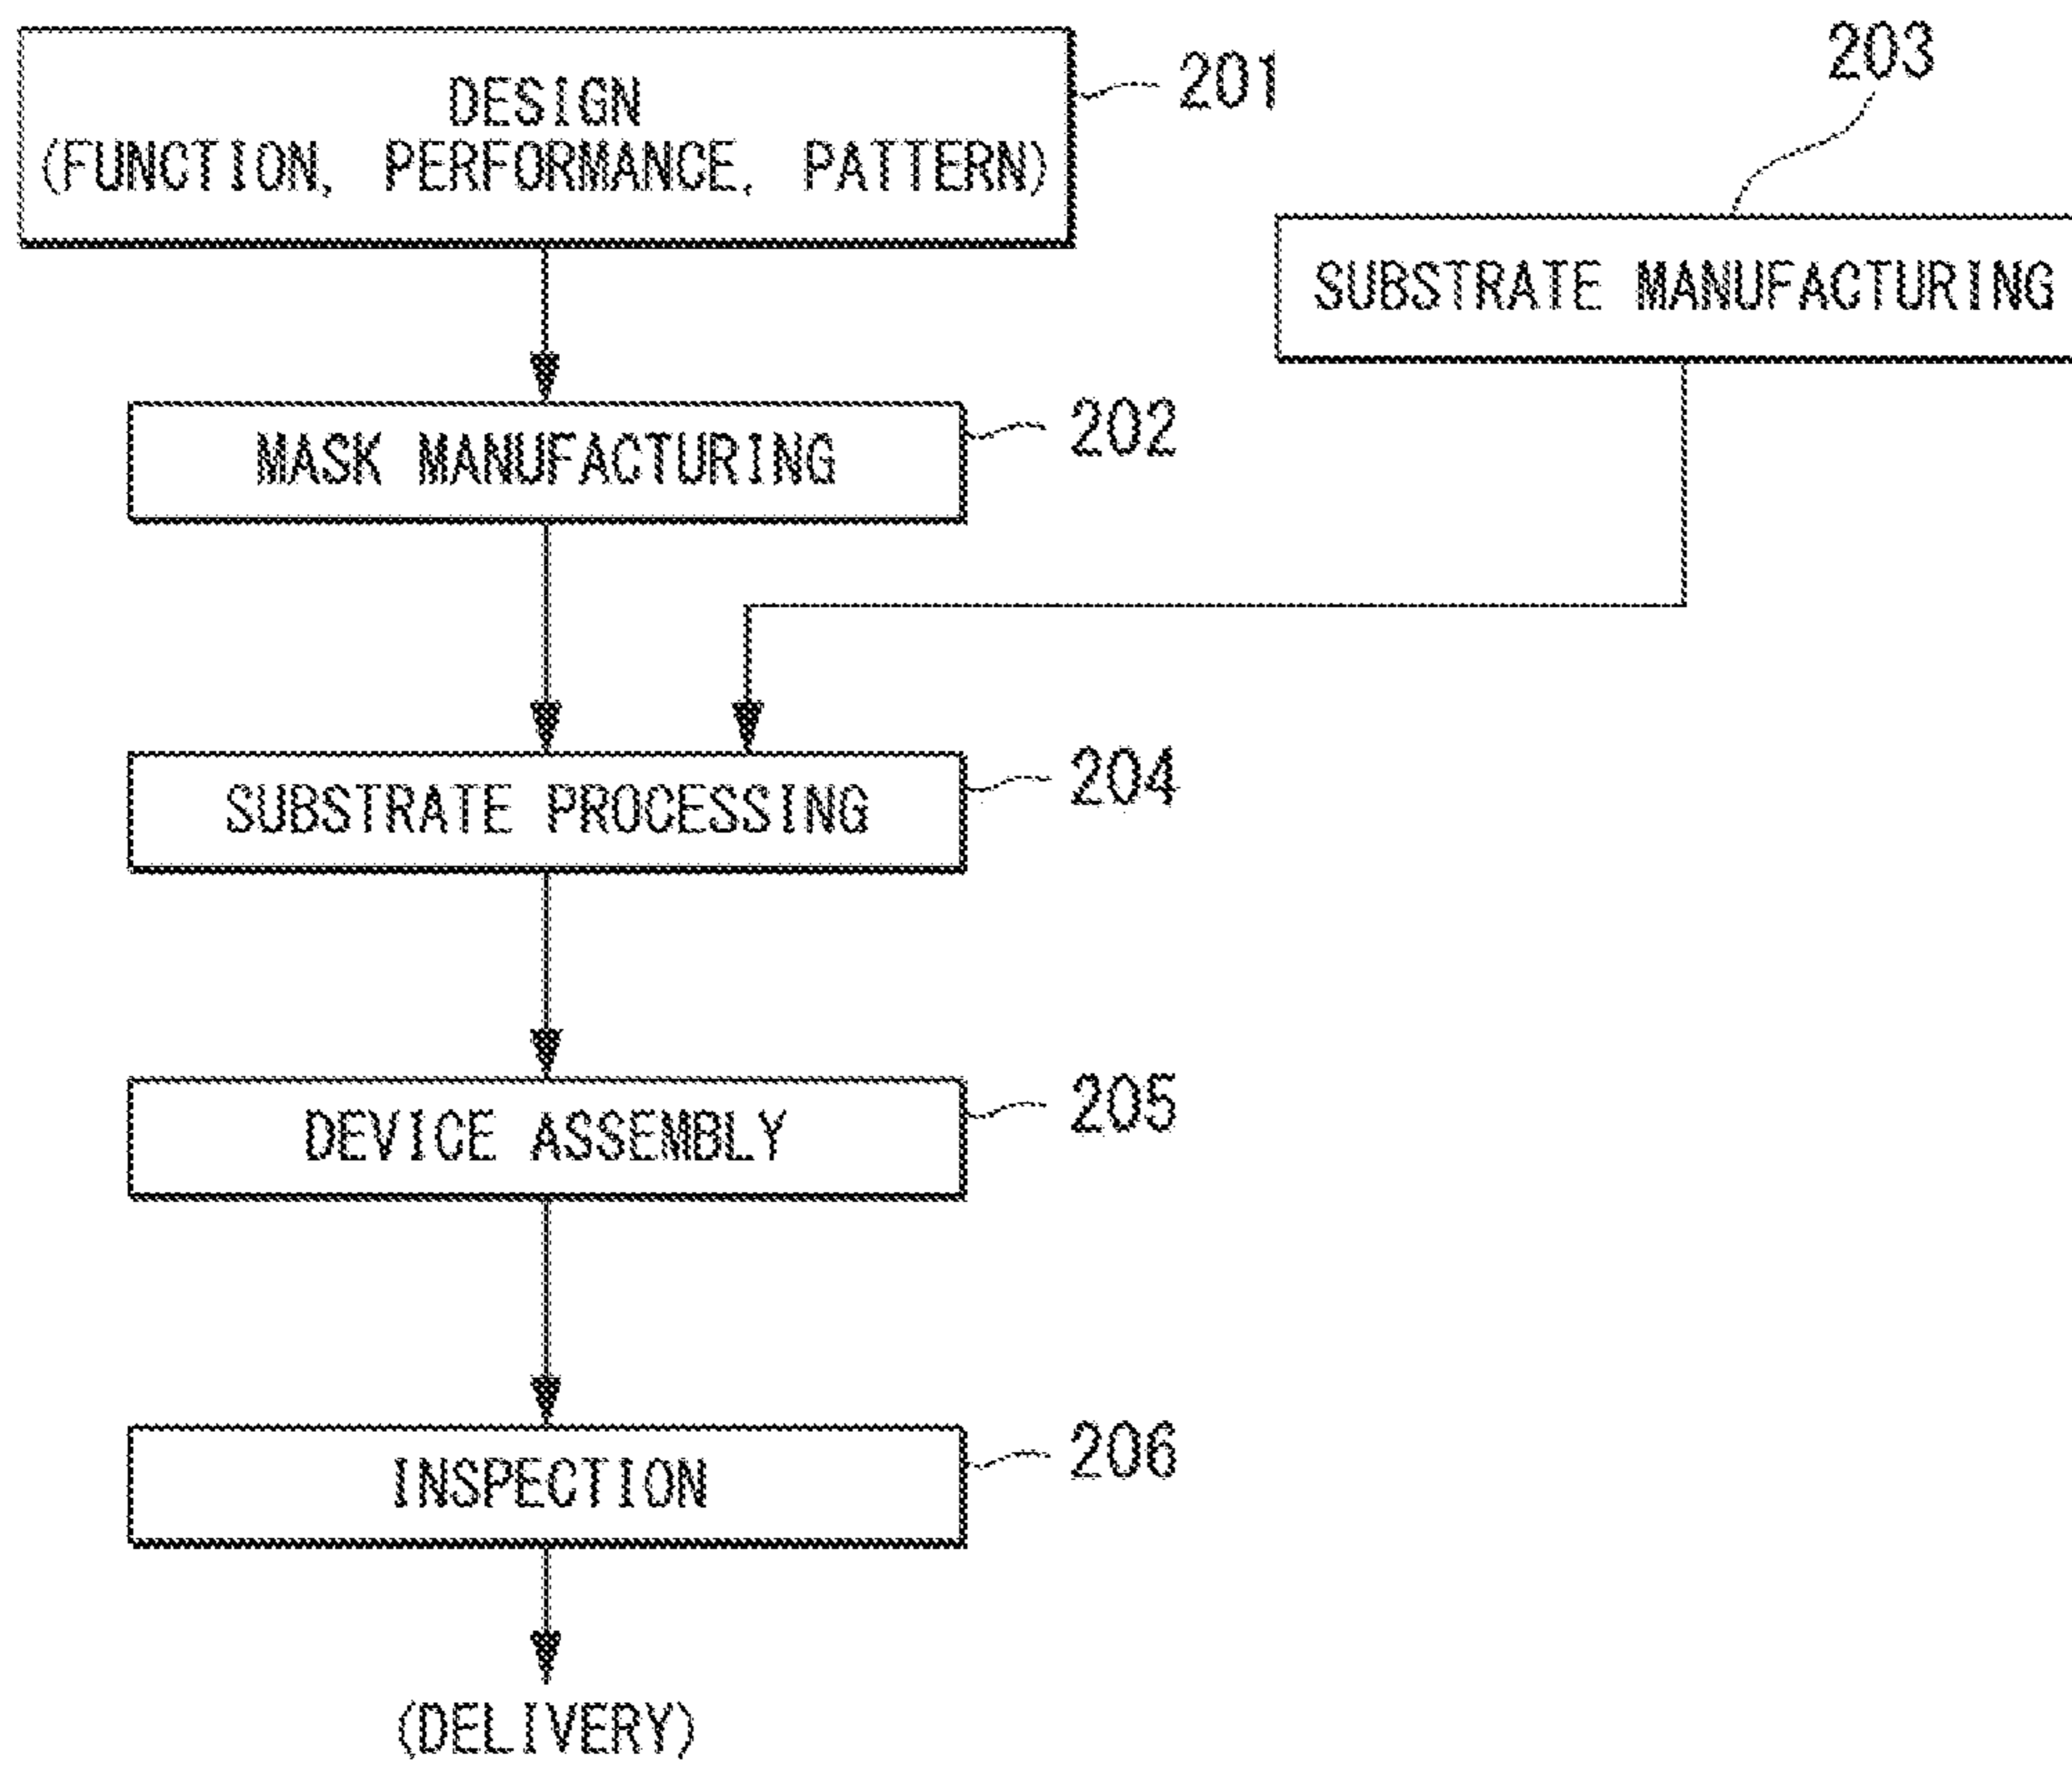 DESIGN
(FUNCTION, PERFORMANCE, PATTERN)
201
203
SUBSTRATE MANUFACTURING
MASK MANUFACTURING
202
SUBSTRATE PROCESSING
204
DEVICE ASSEMBLY
205
INSPECTION
206
(DELIVERY)